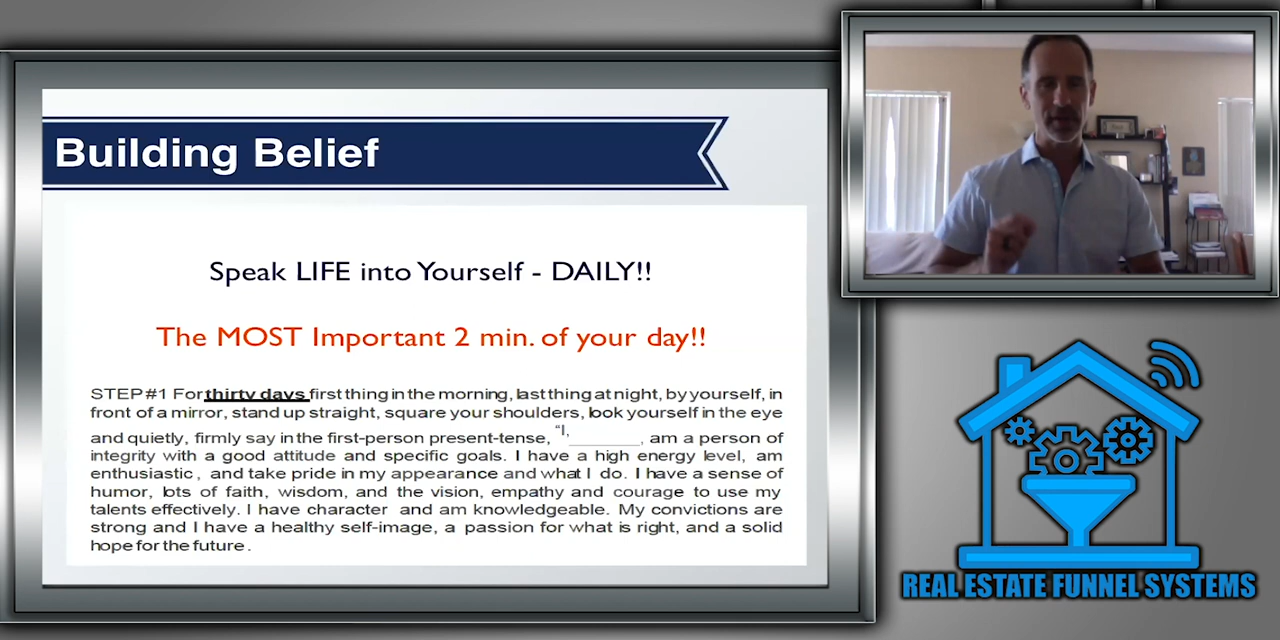 Building Belief
Speak LIFE into Yourself - DAILY!!
The MOST Important 2 min. of your day!!
STEP #1 For thirty days first thing in the morning, last thing at night, by yourself, in
front of a mirror, stand up straight, square your shoulders, look yourself in the eye
and quietly, firmly say in the first-person present-tense, “I,________, am a person of
integrity with a good attitude and specific goals. I have a high energy level, am
enthusiastic, and take pride in my appearance and what I do. I have a sense of
humor, lots of faith, wisdom, and the vision, empathy and courage to use my
talents effectively. I have character and am knowledgeable. My convictions are
strong and I have a healthy self-image, a passion for what is right, and a solid
hope for the future.
REAL ESTATE FUNNEL SYSTEMS